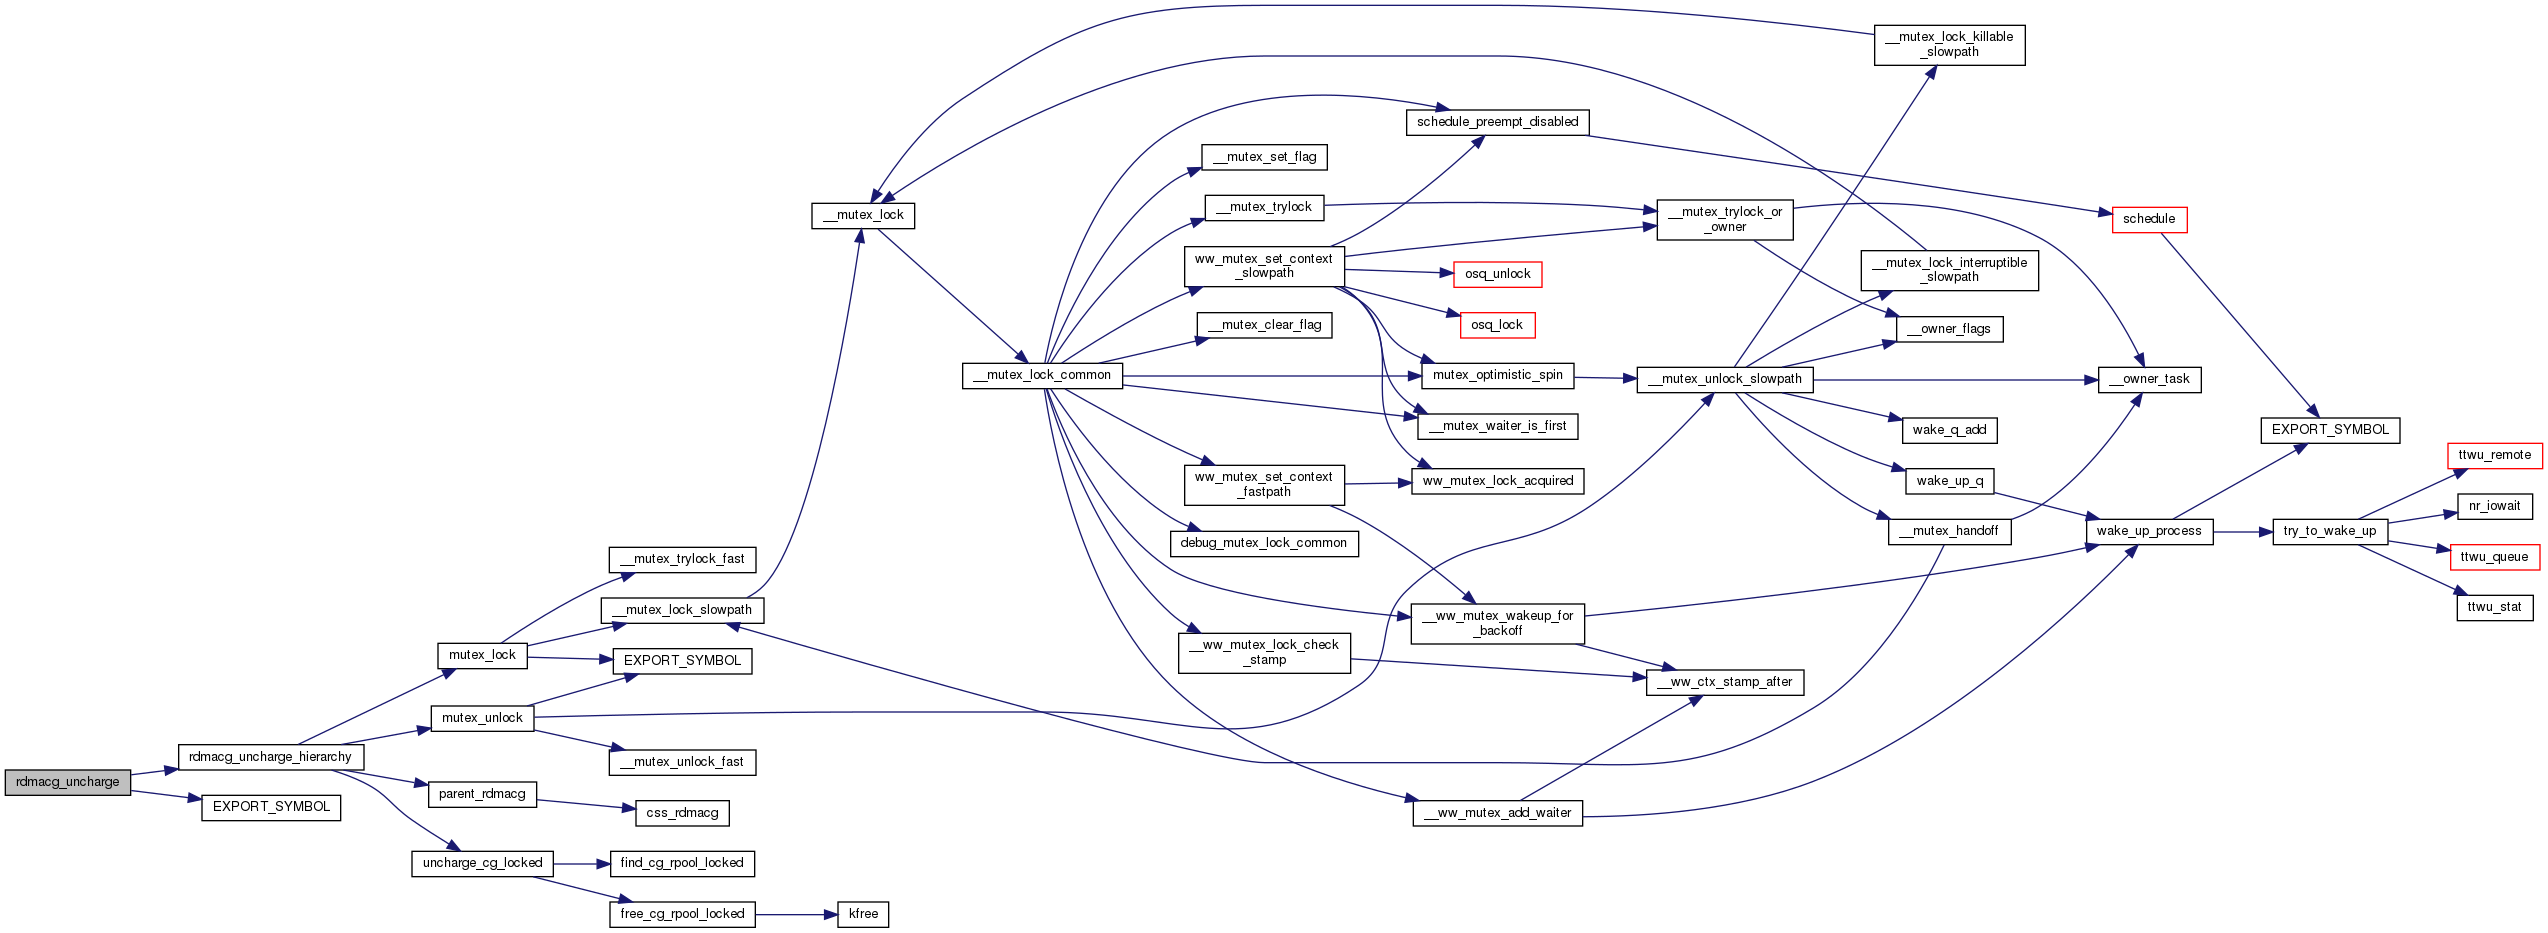 __mutex_lock_killable
_slowpath
schedule_preempt_disabled
__mutex_set_flag
__mutex_trylock
__mutex_lock
__mutex_trylock_or
_owner
schedule
ww_mutex_set_context
_slowpath
osq_unlock
__mutex_lock_interruptible
_slowpath
__mutex_clear_flag
osq_lock
__owner_flags
__mutex_lock_common
mutex_optimistic_spin
__mutex_unlock_slowpath
__owner_task
__mutex_waiter_is_first
wake_q_add
EXPORT_SYMBOL
ttwu_remote
ww_mutex_set_context
_fastpath
ww_mutex_lock_acquired
wake_up_q
nr_iowait
debug_mutex_lock_common
__mutex_handoff
wake_up_process
try_to_wake_up
__mutex_trylock_fast
ttwu_queue
__mutex_lock_slowpath
__ww_mutex_wakeup_for
_backoff
ttwu_stat
mutex_lock
EXPORT_SYMBOL
__ww_mutex_lock_check
_stamp
__ww_ctx_stamp_after
mutex_unlock
rdmacg_uncharge_hierarchy
__mutex_unlock_fast
rdmacg_uncharge
parent_rdmacg
EXPORT_SYMBOL
css_rdmacg
__ww_mutex_add_waiter
uncharge_cg_locked
find_cg_rpool_locked
free_cg_rpool_locked
kfree